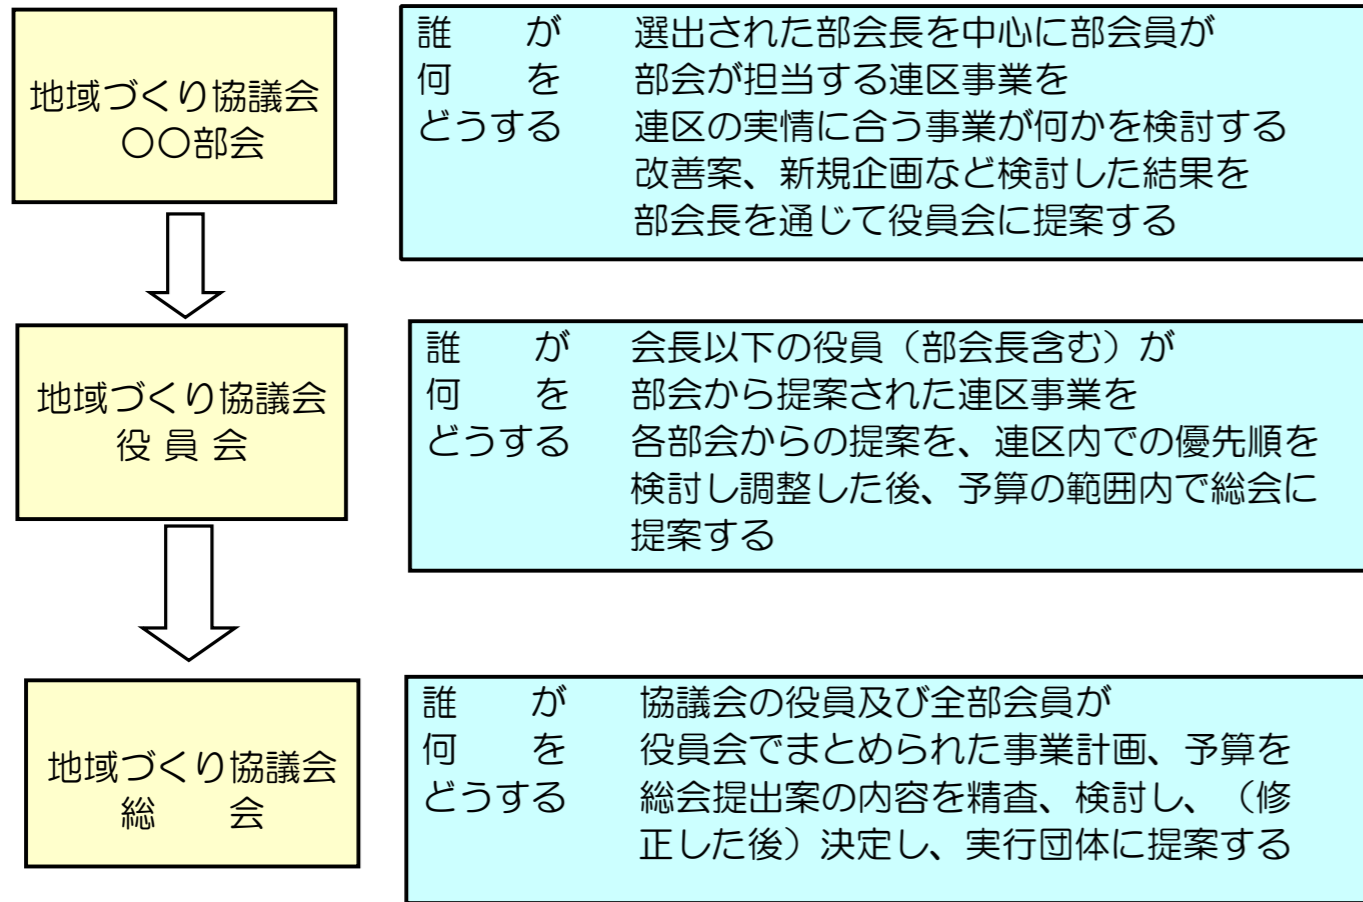 地域づくり協議会
〇〇部会
誰　が　選出された部会長を中心に部会員が
何　を　部会が担当する連区事業を
どうする　連区の実情に合う事業が何かを検討する
改善案、新規企画など検討した結果を
部会長を通じて役員会に提案する
地域づくり協議会
役 員 会
誰　が　会長以下の役員（部会長含む）が
何　を　部会から提案された連区事業を
どうする　各部会からの提案を、連区内での優先順を
検討し調整した後、予算の範囲内で総会に
提案する
地域づくり協議会
総　会
誰　が　協議会の役員及び全部会員が
何　を　役員会でまとめられた事業計画、予算を
どうする　総会提出案の内容を精査、検討し、（修
正した後）決定し、実行団体に提案する